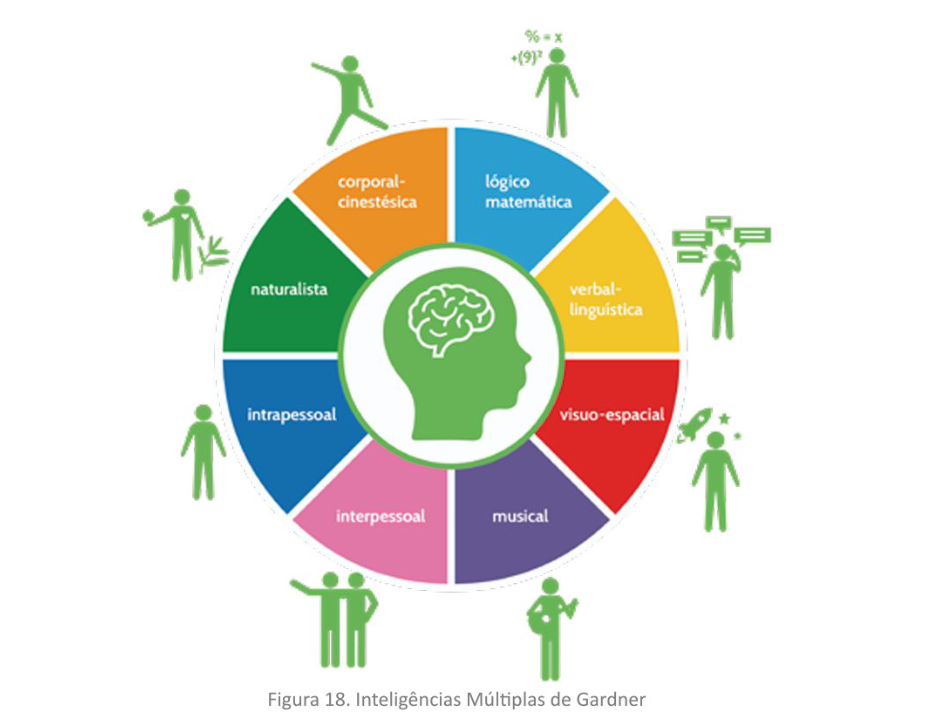 % = x
+(9)²
corporal-
cinestésica
lógico
matemática
naturalista
verbal-
linguística
intrapessoal
visuo-espacial
interpessoal
musical
Figura 18. Inteligências Múltiplas de Gardner